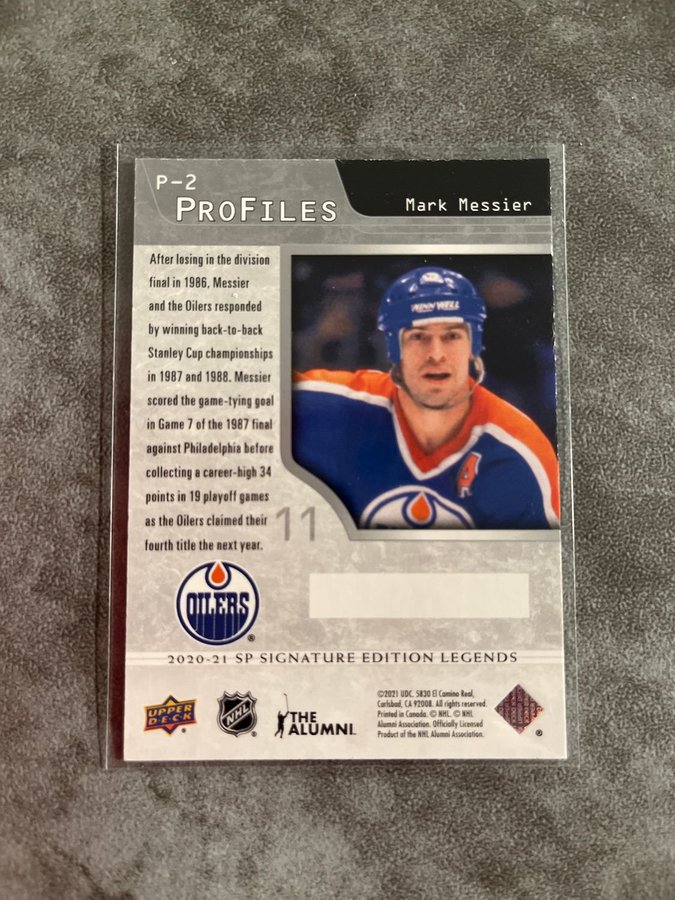 P-2
PROFILES
Mark Messier
After losing in the division
final in 1986, Messier
and the Oilers responded
by winning back-to-back
Stanley Cup championships
in 1987 and 1988. Messier
scored the game-tying goal
in Game 7 of the 1987 final
against Philadelphia before
collecting a career-high 34
points in 19 playoff games
as the Oilers claimed their
fourth title the next year.
WINN WELL
A
11
OILERS
®
2020-21 SP SIGNATURE EDITION LEGENDS
UPPER
DECK
NHL
THE
ALUMNI
©2021 UDC. 5830 El Camino Real,
Carlsbad, CA 92008. All rights reserved.
Printed in Canada. © NHL. © NHL
Alumni Association. Officially Licensed
Product of the NHL Alumni Association.
®